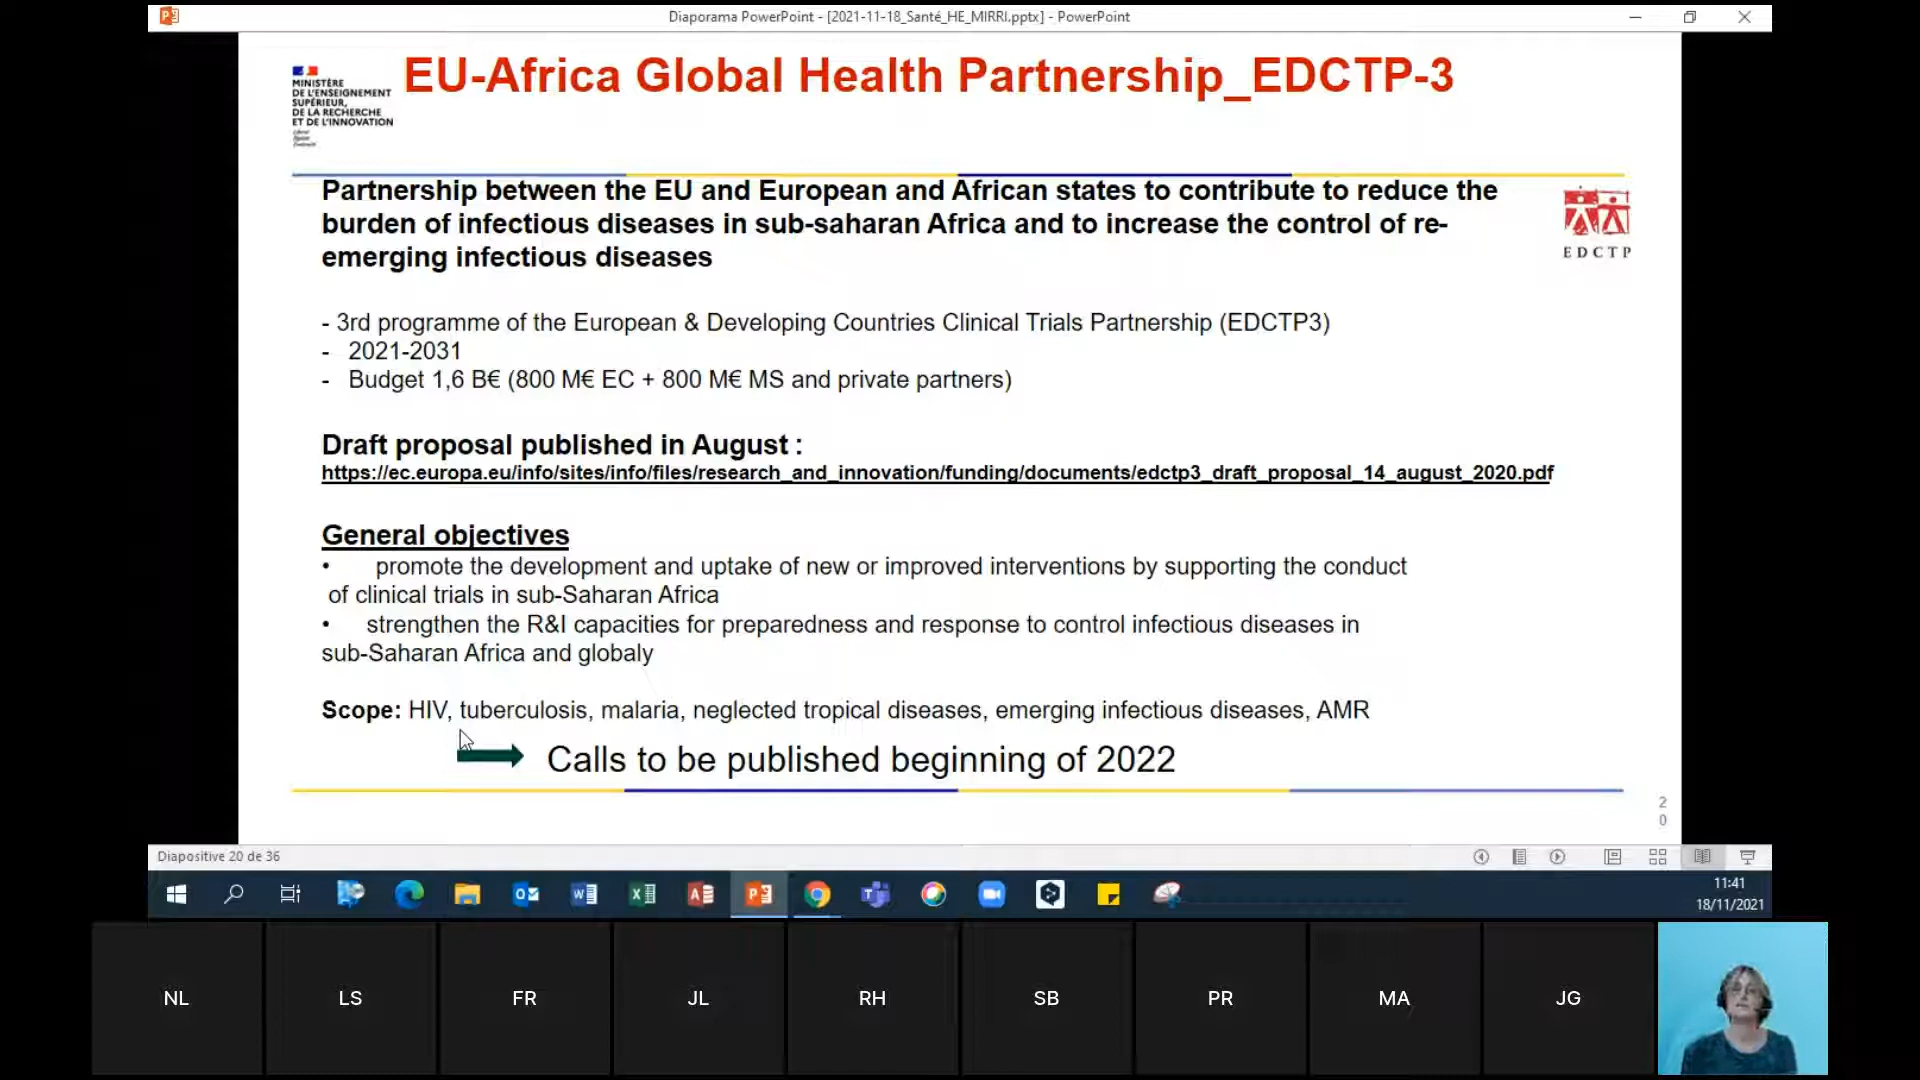 Diaporama PowerPoint - [2021-11-18_Santé_HE_MIRRI.pptx] - PowerPoint
MINISTÈRE
DE L'ENSEIGNEMENT
SUPÉRIEUR,
DE LA RECHERCHE
ET DE L'INNOVATION
Liberté
Égalité
Fraternité
EU-Africa Global Health Partnership_EDCTP-3
Partnership between the EU and European and African states to contribute to reduce the
burden of infectious diseases in sub-saharan Africa and to increase the control of re-
emerging infectious diseases
EDCTP
- 3rd programme of the European & Developing Countries Clinical Trials Partnership (EDCTP3)
- 2021-2031
- Budget 1,6 B€ (800 M€ EC + 800 M€ MS and private partners)
Draft proposal published in August :
https://ec.europa.eu/info/sites/info/files/research_and_innovation/funding/documents/edctp3_draft_proposal_14_august_2020.pdf
General objectives
• promote the development and uptake of new or improved interventions by supporting the conduct
of clinical trials in sub-Saharan Africa
• strengthen the R&I capacities for preparedness and response to control infectious diseases in
sub-Saharan Africa and globaly
Scope: HIV, tuberculosis, malaria, neglected tropical diseases, emerging infectious diseases, AMR
Calls to be published beginning of 2022
2
0
Diapositive 20 de 36
11:41
18/11/2021
NL
LS
FR
JL
RH
SB
PR
MA
JG